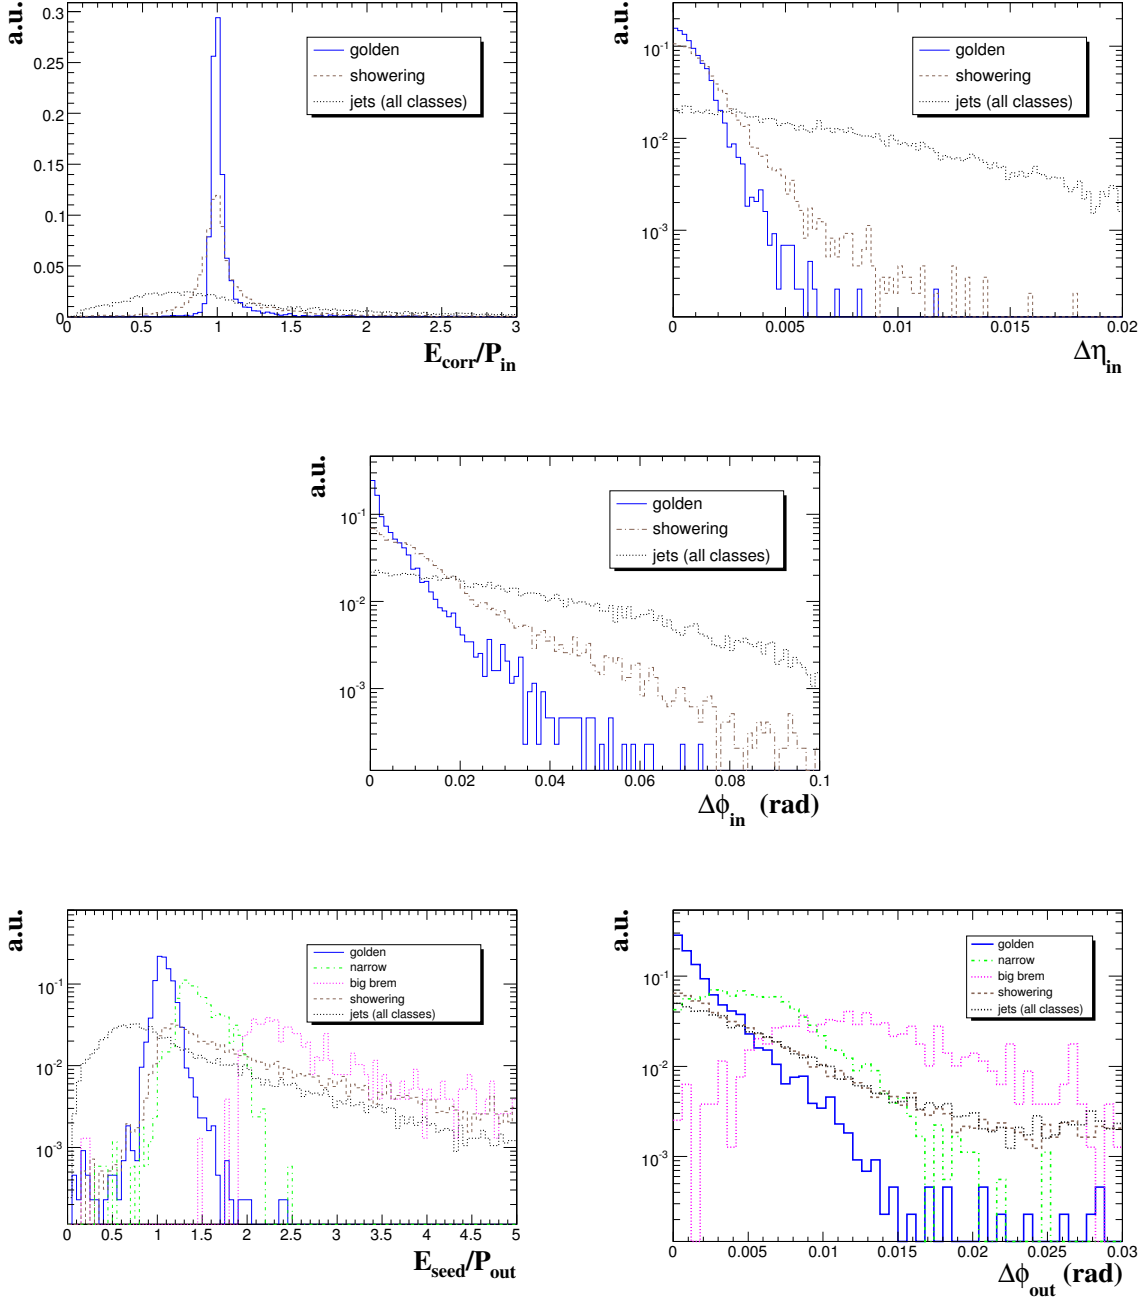 a.u.
0.3
0.25
0.2
0.15
0.1
0.05
0
golden
showering
jets (all classes)
0 0.5 1 1.5 2 2.5 3
E_corr/P_in
a.u.
10^-1
10^-2
10^-3
golden
showering
jets (all classes)
0 0.005 0.01 0.015 0.02
Δη_in
a.u.
10^-1
10^-2
10^-3
golden
showering
jets (all classes)
0 0.02 0.04 0.06 0.08 0.1
Δϕ_in (rad)
a.u.
10^-1
10^-2
10^-3
golden
narrow
big brem
showering
jets (all classes)
0 0.5 1 1.5 2 2.5 3 3.5 4 4.5 5
E_seed/P_out
a.u.
10^-1
10^-2
10^-3
golden
narrow
big brem
showering
jets (all classes)
0 0.005 0.01 0.015 0.02 0.025 0.03
Δϕ_out (rad)